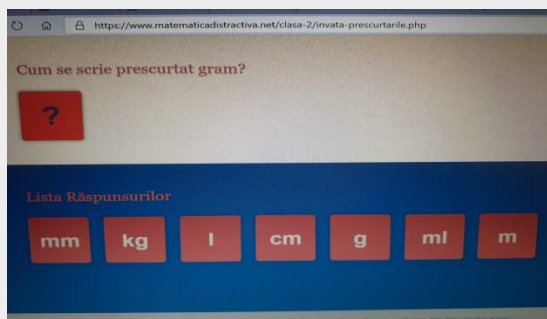 https://www.matematicadistractiva.net/clasa-2/invata-prescurtarile.php
Cum se scrie prescurtat gram?
?
Lista Răspunsurilor
mm kg l cm g ml m